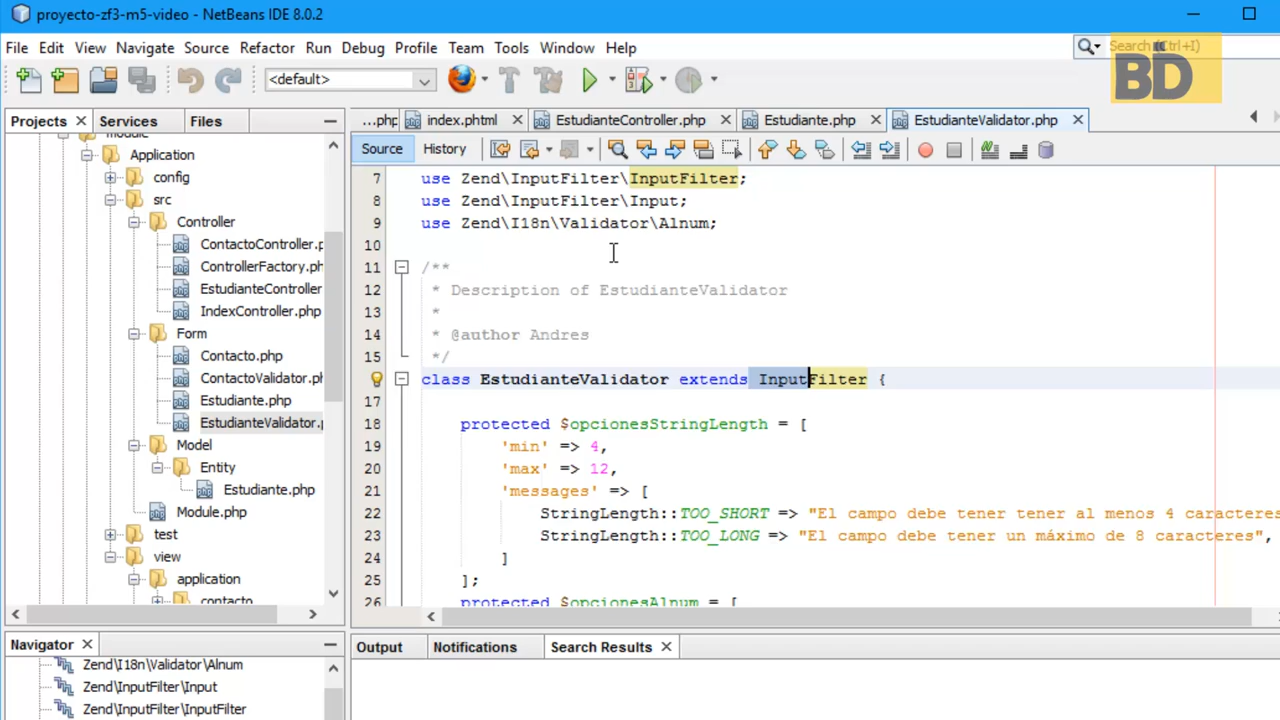 proyecto-zf3-m5-video - NetBeans IDE 8.0.2
File Edit View Navigate Source Refactor Run Debug Profile Team Tools Window Help
Search (Ctrl+I)
BD
<default>
Projects Services Files
...php index.phtml EstudianteController.php Estudiante.php EstudianteValidator.php
Source History
module
Application
config
src
Controller
ContactoController.p
ControllerFactory.ph
EstudianteController
IndexController.php
Form
Contacto.php
ContactoValidator.ph
Estudiante.php
EstudianteValidator.p
Model
Entity
Estudiante.php
Module.php
test
view
application
contacto
7 use Zend\InputFilter\InputFilter;
8 use Zend\InputFilter\Input;
9 use Zend\I18n\Validator\Alnum;
10
11 /**
12 * Description of EstudianteValidator
13 *
14 * @author Andres
15 */
class EstudianteValidator extends InputFilter {
17
18 protected $opcionesStringLength = [
19 'min' => 4,
20 'max' => 12,
21 'messages' => [
22 StringLength::TOO_SHORT => "El campo debe tener tener al menos 4 caracteres
23 StringLength::TOO_LONG => "El campo debe tener un máximo de 8 caracteres",
24 ]
25 ];
26 protected $opcionesAlnum = [
Navigator
Zend\I18n\Validator\Alnum
Zend\InputFilter\Input
Zend\InputFilter\InputFilter
Output Notifications Search Results